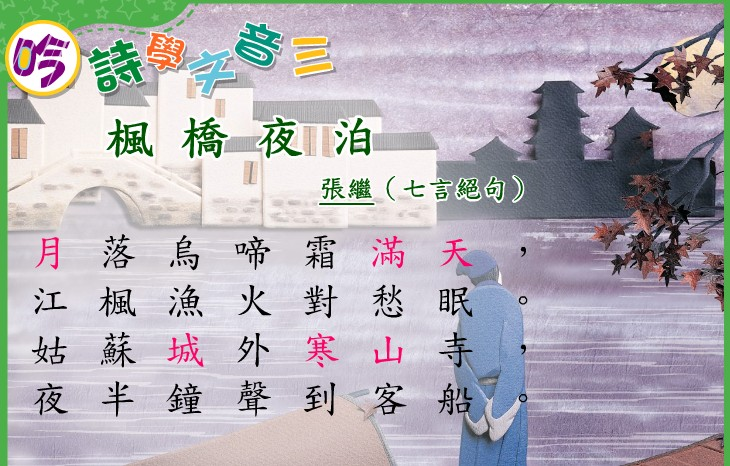 吟詩學文音三
楓橋夜泊
張繼（七言絕句）
月落烏啼霜滿天，
江楓漁火對愁眠。
姑蘇城外寒山寺，
夜半鐘聲到客船。